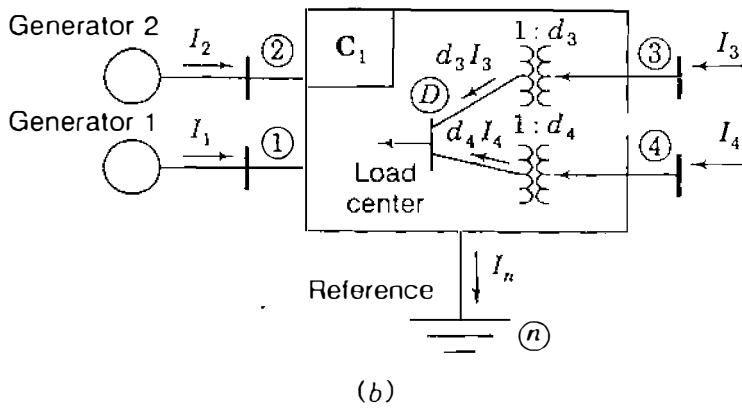 Generator 2
I₂
②
C₁
1 : d₃
d₃I₃
③
I₃
Generator 1
I₁
①
D
d₄I₄
1 : d₄
④
I₄
Load
center
Reference
Iₙ
n
(b)